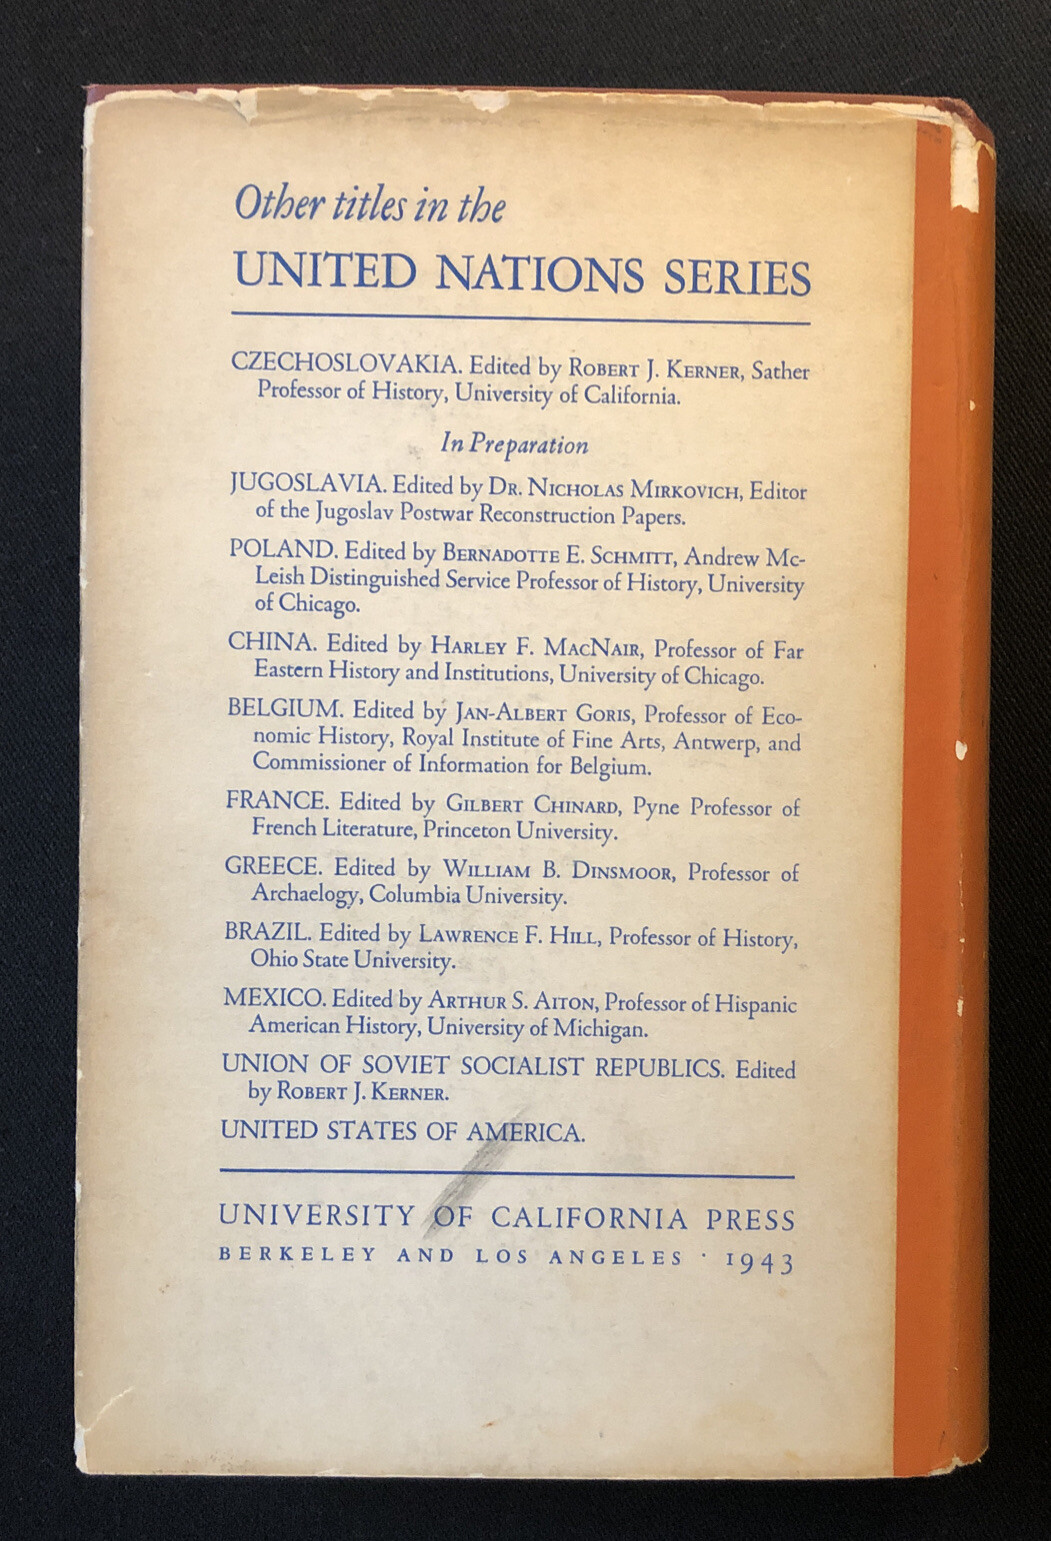 Other titles in the
UNITED NATIONS SERIES
CZECHOSLOVAKIA. Edited by ROBERT J. KERNER, Sather
Professor of History, University of California.
In Preparation
JUGOSLAVIA. Edited by DR. NICHOLAS MIRKOVICH, Editor
of the Jugoslav Postwar Reconstruction Papers.
POLAND. Edited by BERNADOTTE E. SCHMITT, Andrew Mc-
Leish Distinguished Service Professor of History, University
of Chicago.
CHINA. Edited by HARLEY F. MACNAIR, Professor of Far
Eastern History and Institutions, University of Chicago.
BELGIUM. Edited by JAN-ALBERT GORIS, Professor of Eco-
nomic History, Royal Institute of Fine Arts, Antwerp, and
Commissioner of Information for Belgium.
FRANCE. Edited by GILBERT CHINARD, Pyne Professor of
French Literature, Princeton University.
GREECE. Edited by WILLIAM B. DINSMOOR, Professor of
Archaelogy, Columbia University.
BRAZIL. Edited by LAWRENCE F. HILL, Professor of History,
Ohio State University.
MEXICO. Edited by ARTHUR S. AITON, Professor of Hispanic
American History, University of Michigan.
UNION OF SOVIET SOCIALIST REPUBLICS. Edited
by ROBERT J. KERNER.
UNITED STATES OF AMERICA.
UNIVERSITY OF CALIFORNIA PRESS
BERKELEY AND LOS ANGELES · 1943